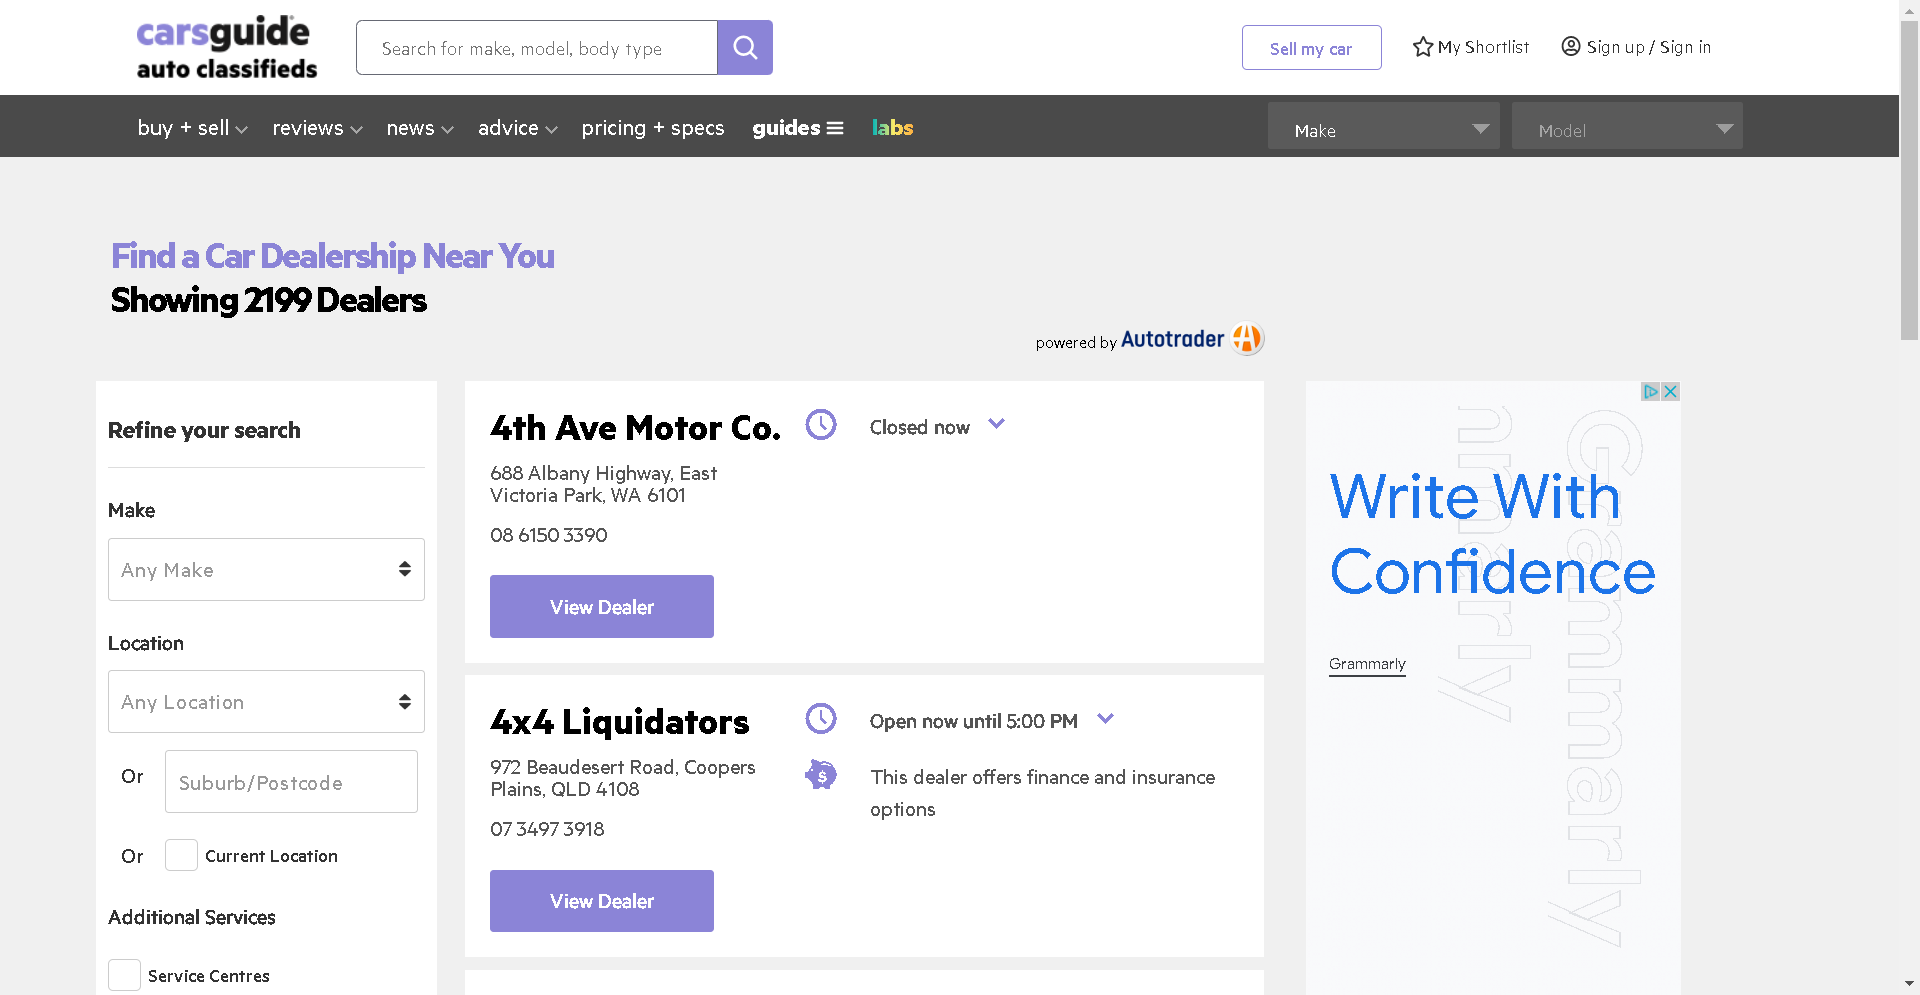 carsguide
auto classifieds
Search for make, model, body type
Sell my car
My Shortlist
Sign up / Sign in
buy + sell
reviews
news
advice
pricing + specs
guides
labs
Make
Model
Find a Car Dealership Near You
Showing 2199 Dealers
powered by Autotrader
Refine your search
Make
Any Make
Location
Any Location
Or
Suburb/Postcode
Or
Current Location
Additional Services
Service Centres
4th Ave Motor Co.
688 Albany Highway, East
Victoria Park, WA 6101
08 6150 3390
View Dealer
Closed now
4x4 Liquidators
972 Beaudesert Road, Coopers
Plains, QLD 4108
07 3497 3918
View Dealer
Open now until 5:00 PM
This dealer offers finance and insurance
options
Write With
Confidence
Grammarly
Grammarly
nmarly